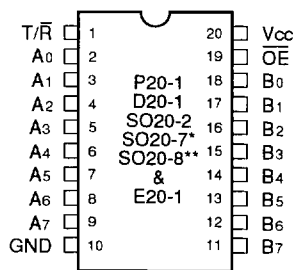 T/R̅ 1 20 Vcc
A0 2 19 O̅E̅
A1 3 P20-1 18 B0
A2 4 D20-1 17 B1
A3 5 SO20-2 16 B2
A4 6 SO20-7* 15 B3
A5 7 SO20-8** 14 B4
A6 8 & 13 B5
A7 9 E20-1 12 B6
GND 10 11 B7